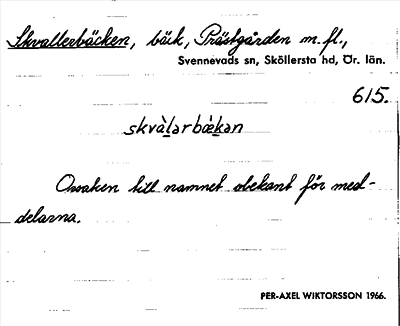 Skvallerbäcken, bäck, Prästgården m.fl.,
Svennevads sn, Sköllersta hd, Ör. län.
615.
skvàlarbækan
Orsaken till namnet obekant för med-
delarna.
PER-AXEL WIKTORSSON 1966.